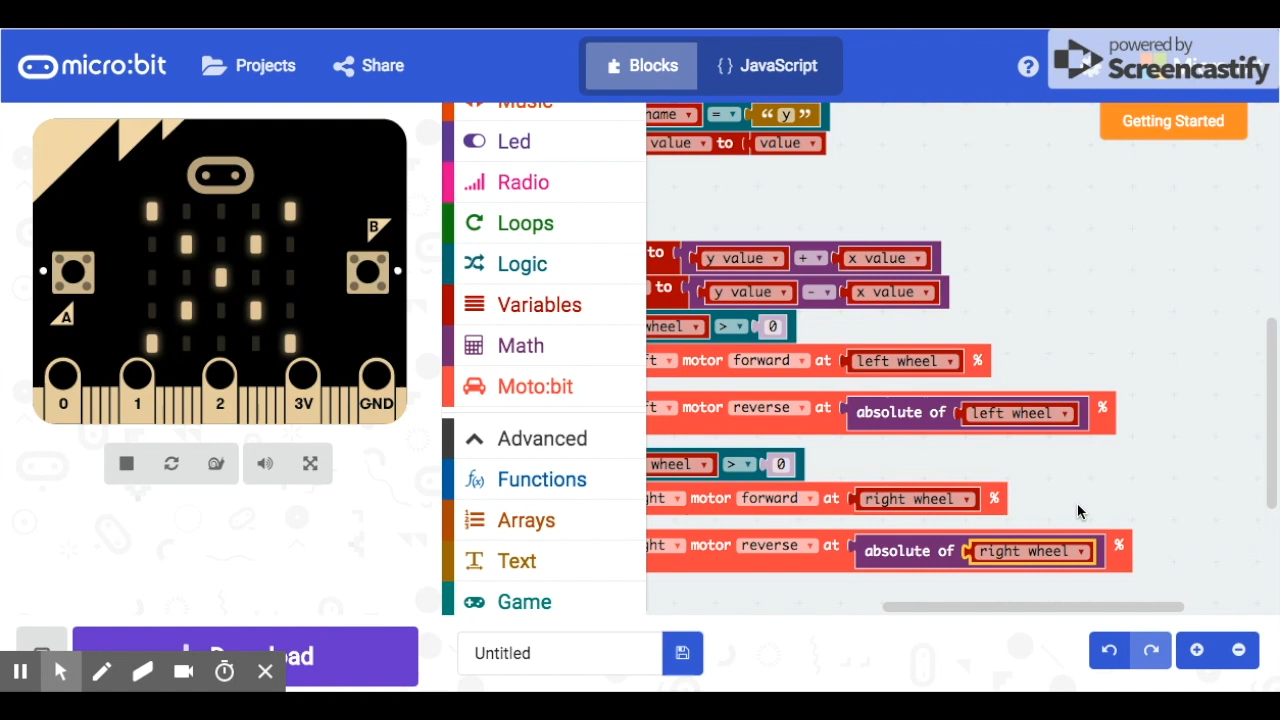 micro:bit Projects Share Blocks {} JavaScript ? powered by Screencastify
Getting Started
B
A
0 1 2 3V GND
Music
Led
Radio
Loops
Logic
Variables
Math
Moto:bit
Advanced
Functions
Arrays
Text
Game
name = “ y ”
value to value
to y value + x value
to y value - x value
wheel > 0
motor forward at left wheel %
motor reverse at absolute of left wheel %
wheel > 0
motor forward at right wheel %
motor reverse at absolute of right wheel %
Untitled